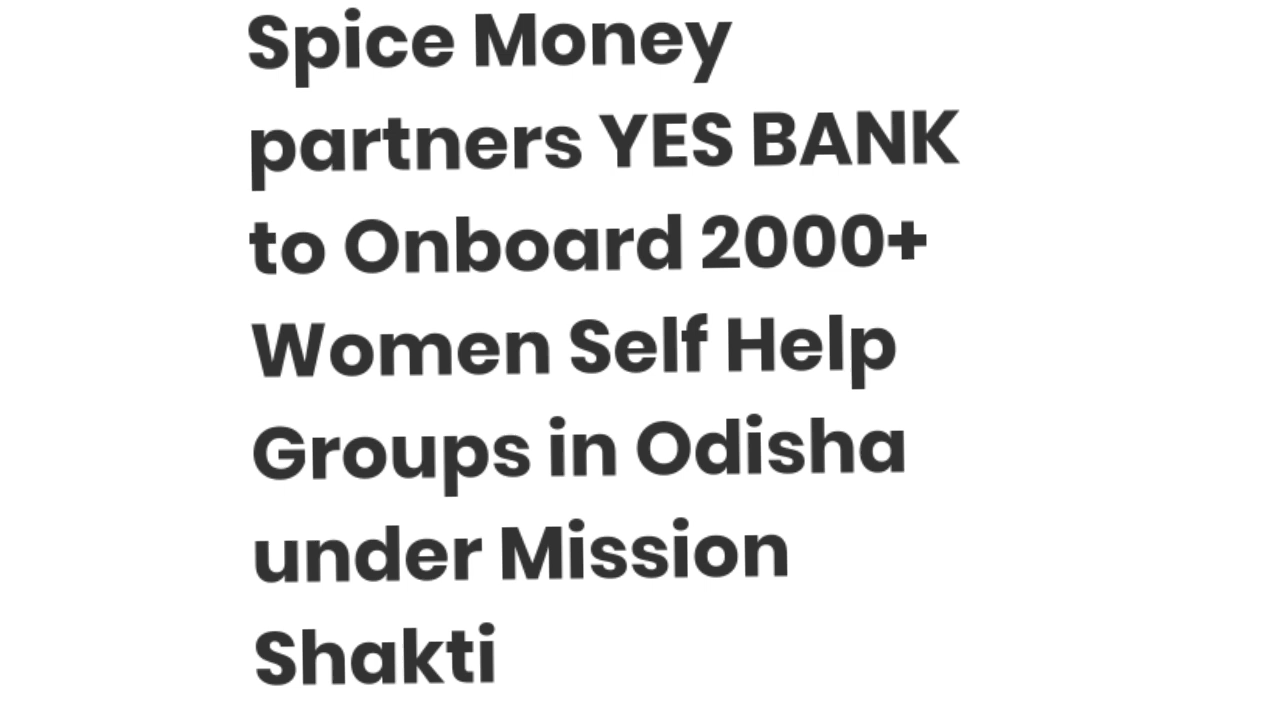 Spice Money
partners YES BANK
to Onboard 2000+
Women Self Help
Groups in Odisha
under Mission
Shakti